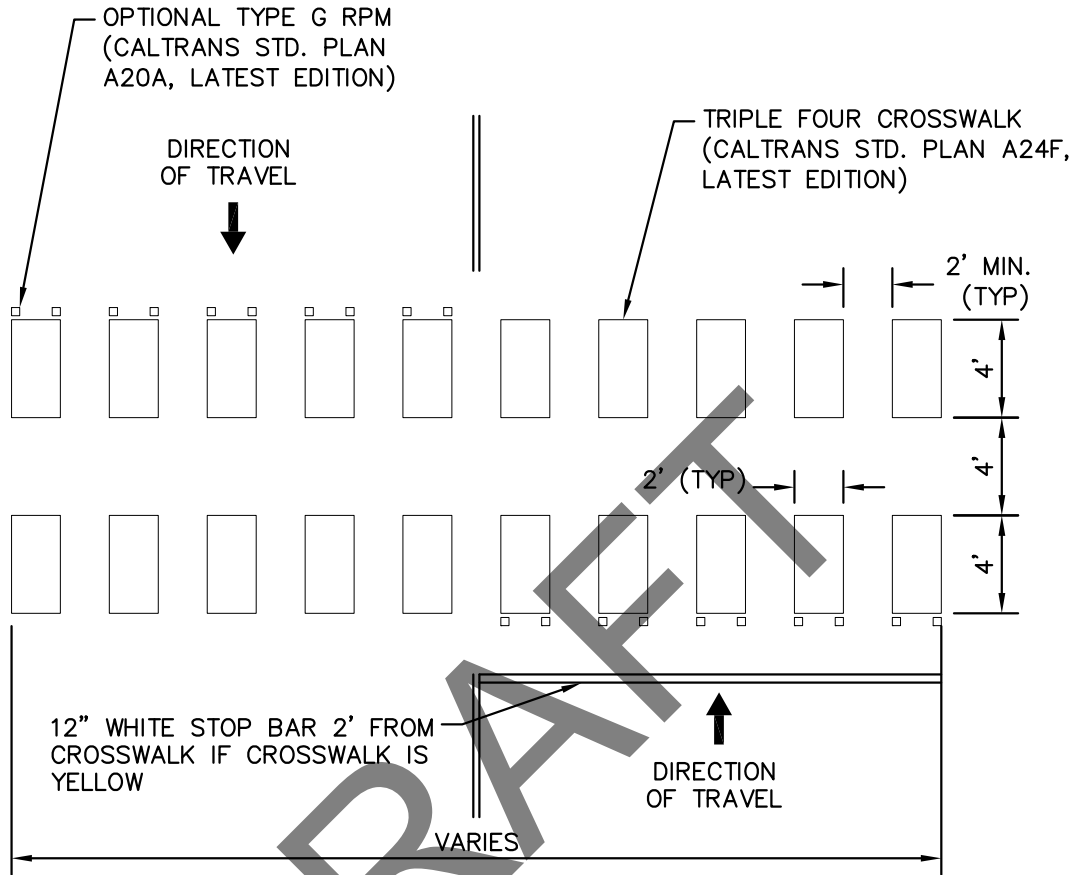 OPTIONAL TYPE G RPM
(CALTRANS STD. PLAN
A20A, LATEST EDITION)
TRIPLE FOUR CROSSWALK
(CALTRANS STD. PLAN A24F,
LATEST EDITION)
DIRECTION
OF TRAVEL
2' MIN.
(TYP)
4'
4'
2' (TYP)
4'
12" WHITE STOP BAR 2' FROM
CROSSWALK IF CROSSWALK IS
YELLOW
DIRECTION
OF TRAVEL
VARIES
RAFT